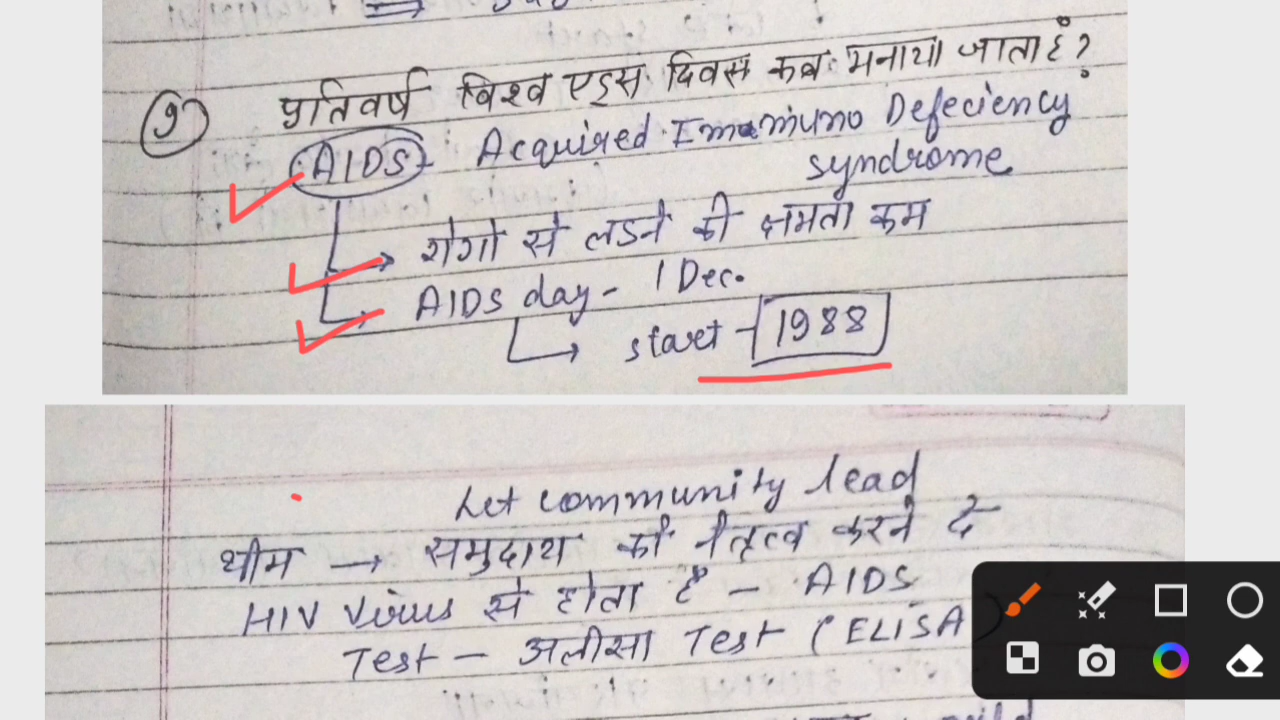 9) प्रतिवर्ष विश्व एड्स दिवस कब मनाया जाता है?
AIDS - Acquired Immimuno Defeciency
syndrome
→ रोगो से लडने की क्षमता कम
→ AIDS day - 1 Dec.
→ start - 1988
Let community lead
थीम → समुदाय को नेतृत्व करने दे
HIV Virus से होता है - AIDS
Test - अलीसा Test (ELISA)